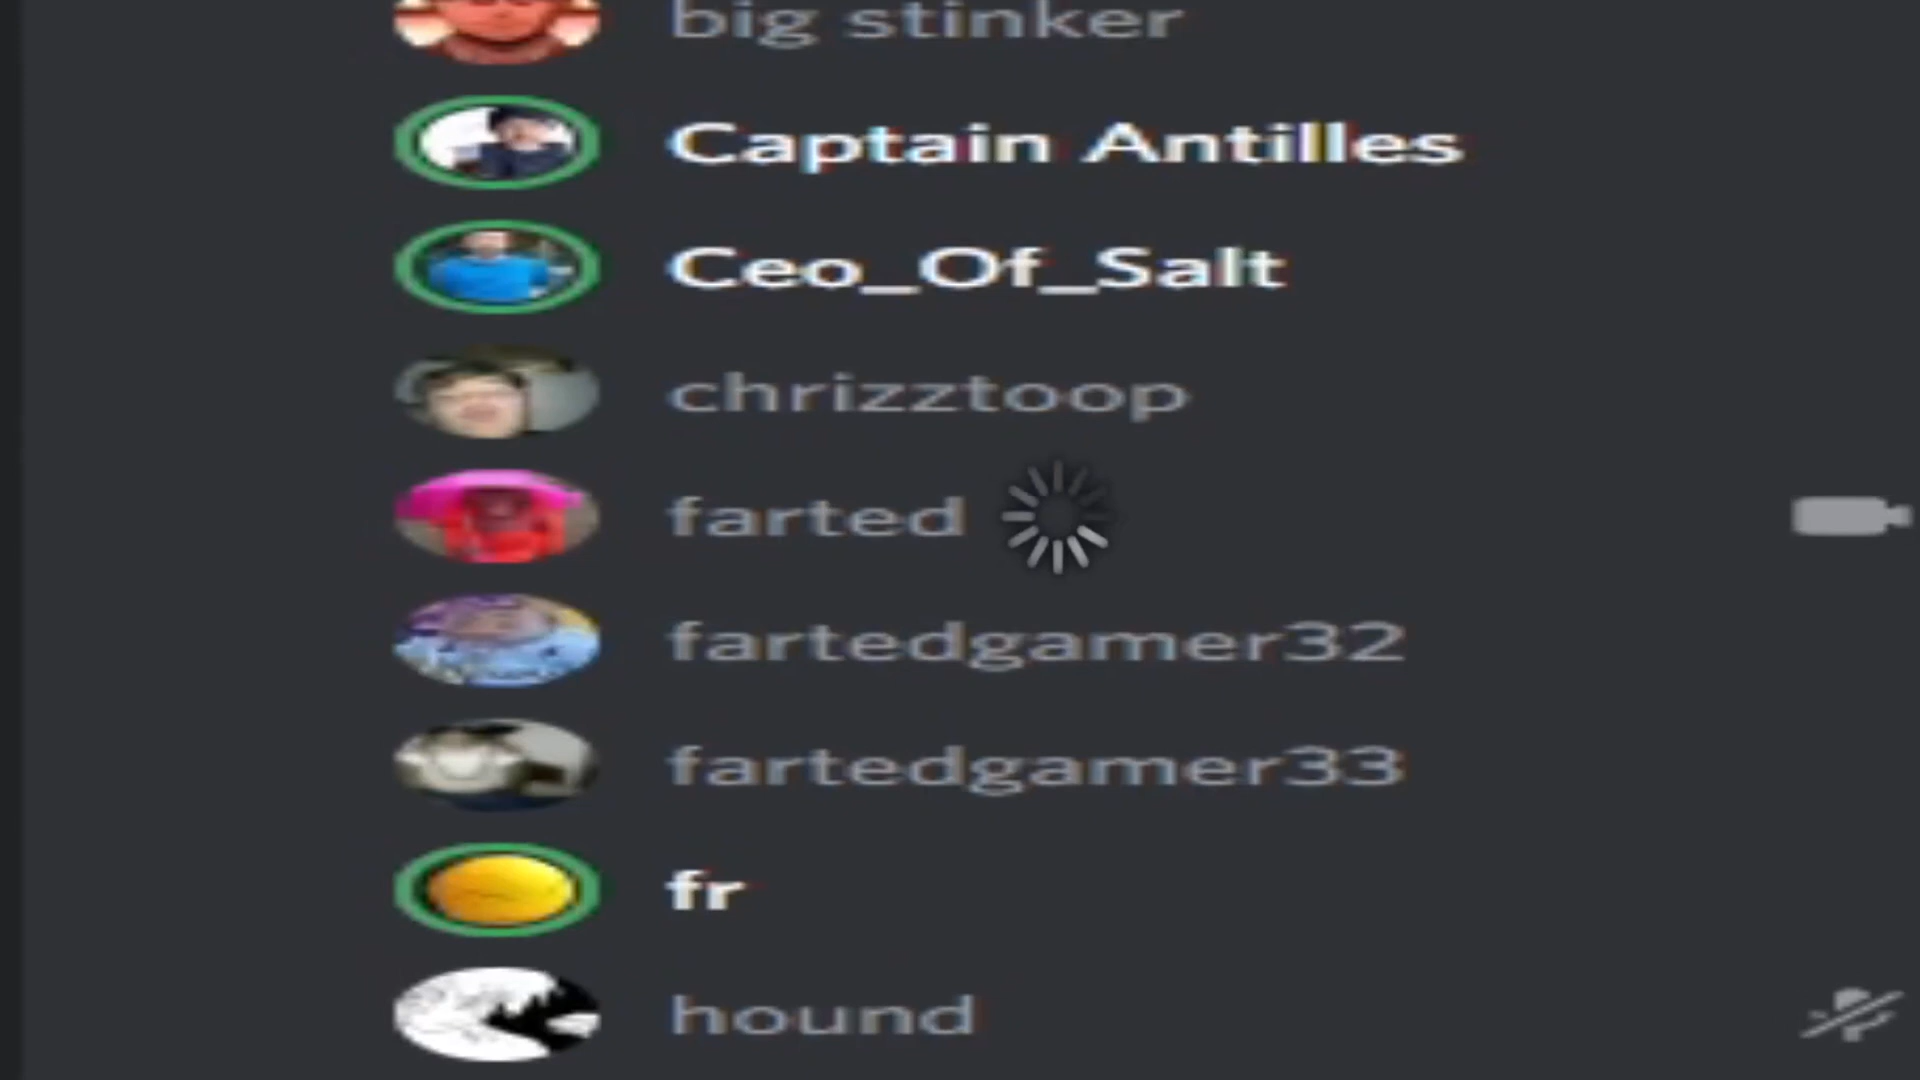 big stinker
Captain Antilles
Ceo_Of_Salt
chrizztoop
farted
fartedgamer32
fartedgamer33
fr
hound